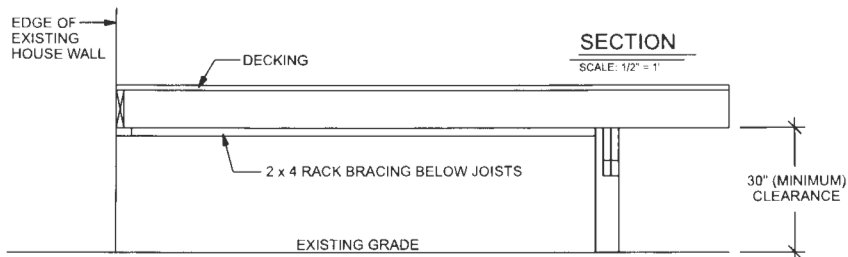 EDGE OF
EXISTING
HOUSE WALL
DECKING
SECTION
SCALE: 1/2" = 1'
2 x 4 RACK BRACING BELOW JOISTS
30" (MINIMUM)
CLEARANCE
EXISTING GRADE